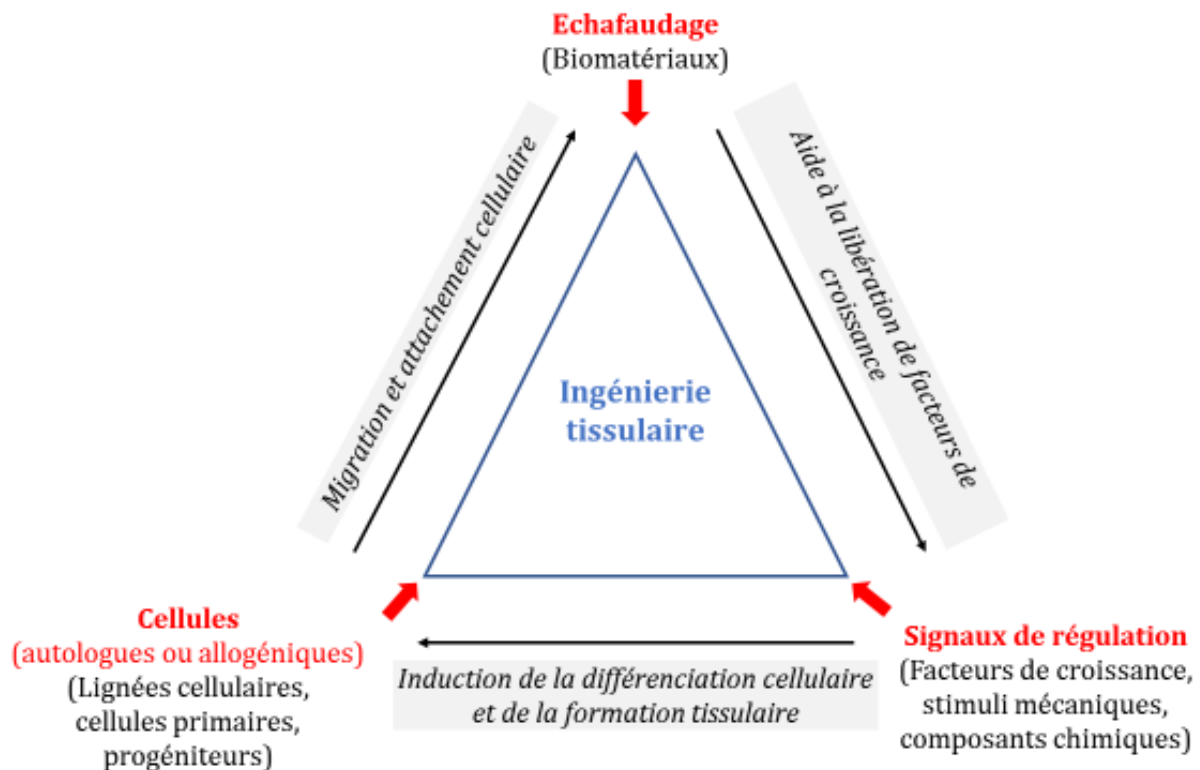 Echafaudage
(Biomatériaux)
Migration et attachement cellulaire
Aide à la libération de facteurs de
croissance
Ingénierie
tissulaire
Cellules
(autologues ou allogéniques)
(Lignées cellulaires,
cellules primaires,
progéniteurs)
Induction de la différenciation cellulaire
et de la formation tissulaire
Signaux de régulation
(Facteurs de croissance,
stimuli mécaniques,
composants chimiques)